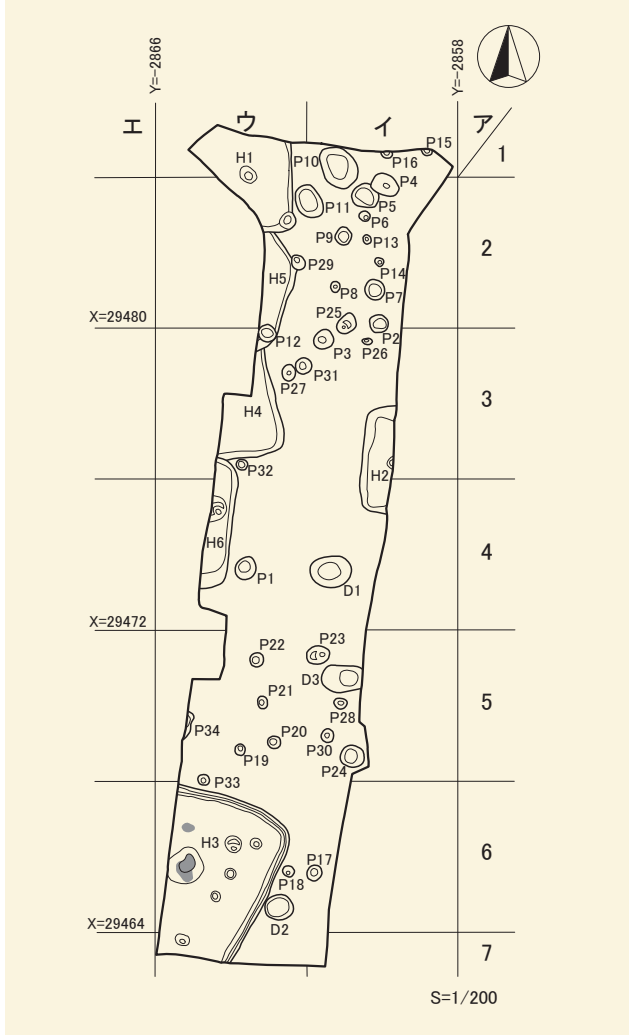 Y=-2866
Y=-2858
エ ウ イ ア
1
P15
H1 P10 P16
P4
P11 P5
P6
P9 P13
2
P29 P14
H5
P8 P7
P25
X=29480
P12 P2
P3 P26
P31
P27
3
H4
P32
H2
H6
4
P1
D1
X=29472
P22 P23
D3
P21
5
P28
P34 P20 P30
P19
P24
P33
H3
6
P17
P18
X=29464
D2
7
S=1/200